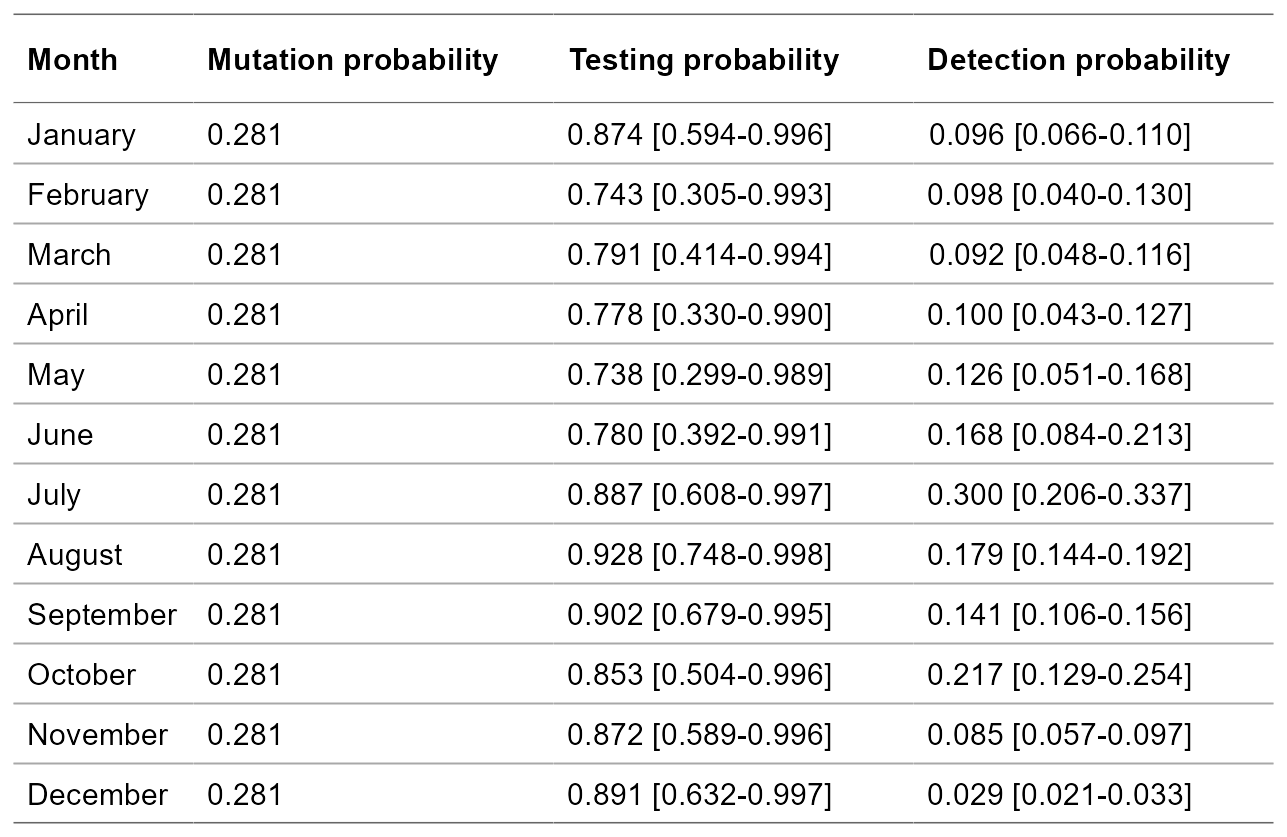 Month Mutation probability Testing probability Detection probability
January 0.281 0.874 [0.594-0.996] 0.096 [0.066-0.110]
February 0.281 0.743 [0.305-0.993] 0.098 [0.040-0.130]
March 0.281 0.791 [0.414-0.994] 0.092 [0.048-0.116]
April 0.281 0.778 [0.330-0.990] 0.100 [0.043-0.127]
May 0.281 0.738 [0.299-0.989] 0.126 [0.051-0.168]
June 0.281 0.780 [0.392-0.991] 0.168 [0.084-0.213]
July 0.281 0.887 [0.608-0.997] 0.300 [0.206-0.337]
August 0.281 0.928 [0.748-0.998] 0.179 [0.144-0.192]
September 0.281 0.902 [0.679-0.995] 0.141 [0.106-0.156]
October 0.281 0.853 [0.504-0.996] 0.217 [0.129-0.254]
November 0.281 0.872 [0.589-0.996] 0.085 [0.057-0.097]
December 0.281 0.891 [0.632-0.997] 0.029 [0.021-0.033]